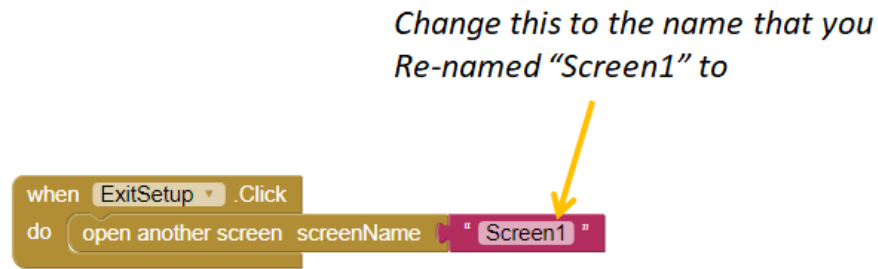 Change this to the name that you
Re-named “Screen1” to
when ExitSetup .Click
do open another screen screenName “ Screen1 ”